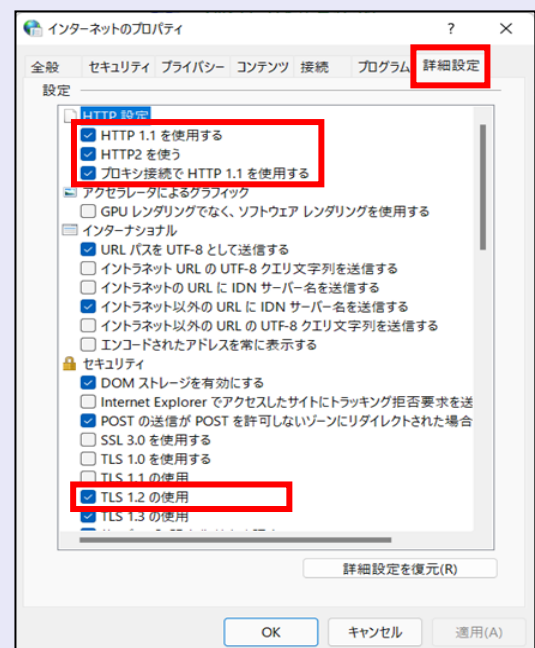 インターネットのプロパティ ? ×
全般 セキュリティ プライバシー コンテンツ 接続 プログラム 詳細設定
設定
HTTP 設定
HTTP 1.1 を使用する
HTTP2 を使う
プロキシ接続で HTTP 1.1 を使用する
アクセラレータによるグラフィック
GPU レンダリングでなく、ソフトウェア レンダリングを使用する
インターナショナル
URL パスを UTF-8 として送信する
イントラネット URL の UTF-8 クエリ文字列を送信する
イントラネットの URL に IDN サーバー名を送信する
イントラネット以外の URL に IDN サーバー名を送信する
イントラネット以外の URL の UTF-8 クエリ文字列を送信する
エンコードされたアドレスを常に表示する
セキュリティ
DOM ストレージを有効にする
Internet Explorer でアクセスしたサイトにトラッキング拒否要求を送
POST の送信が POST を許可しないゾーンにリダイレクトされた場合
SSL 3.0 を使用する
TLS 1.0 を使用する
TLS 1.1 の使用
TLS 1.2 の使用
TLS 1.3 の使用
詳細設定を復元(R)
OK キャンセル 適用(A)